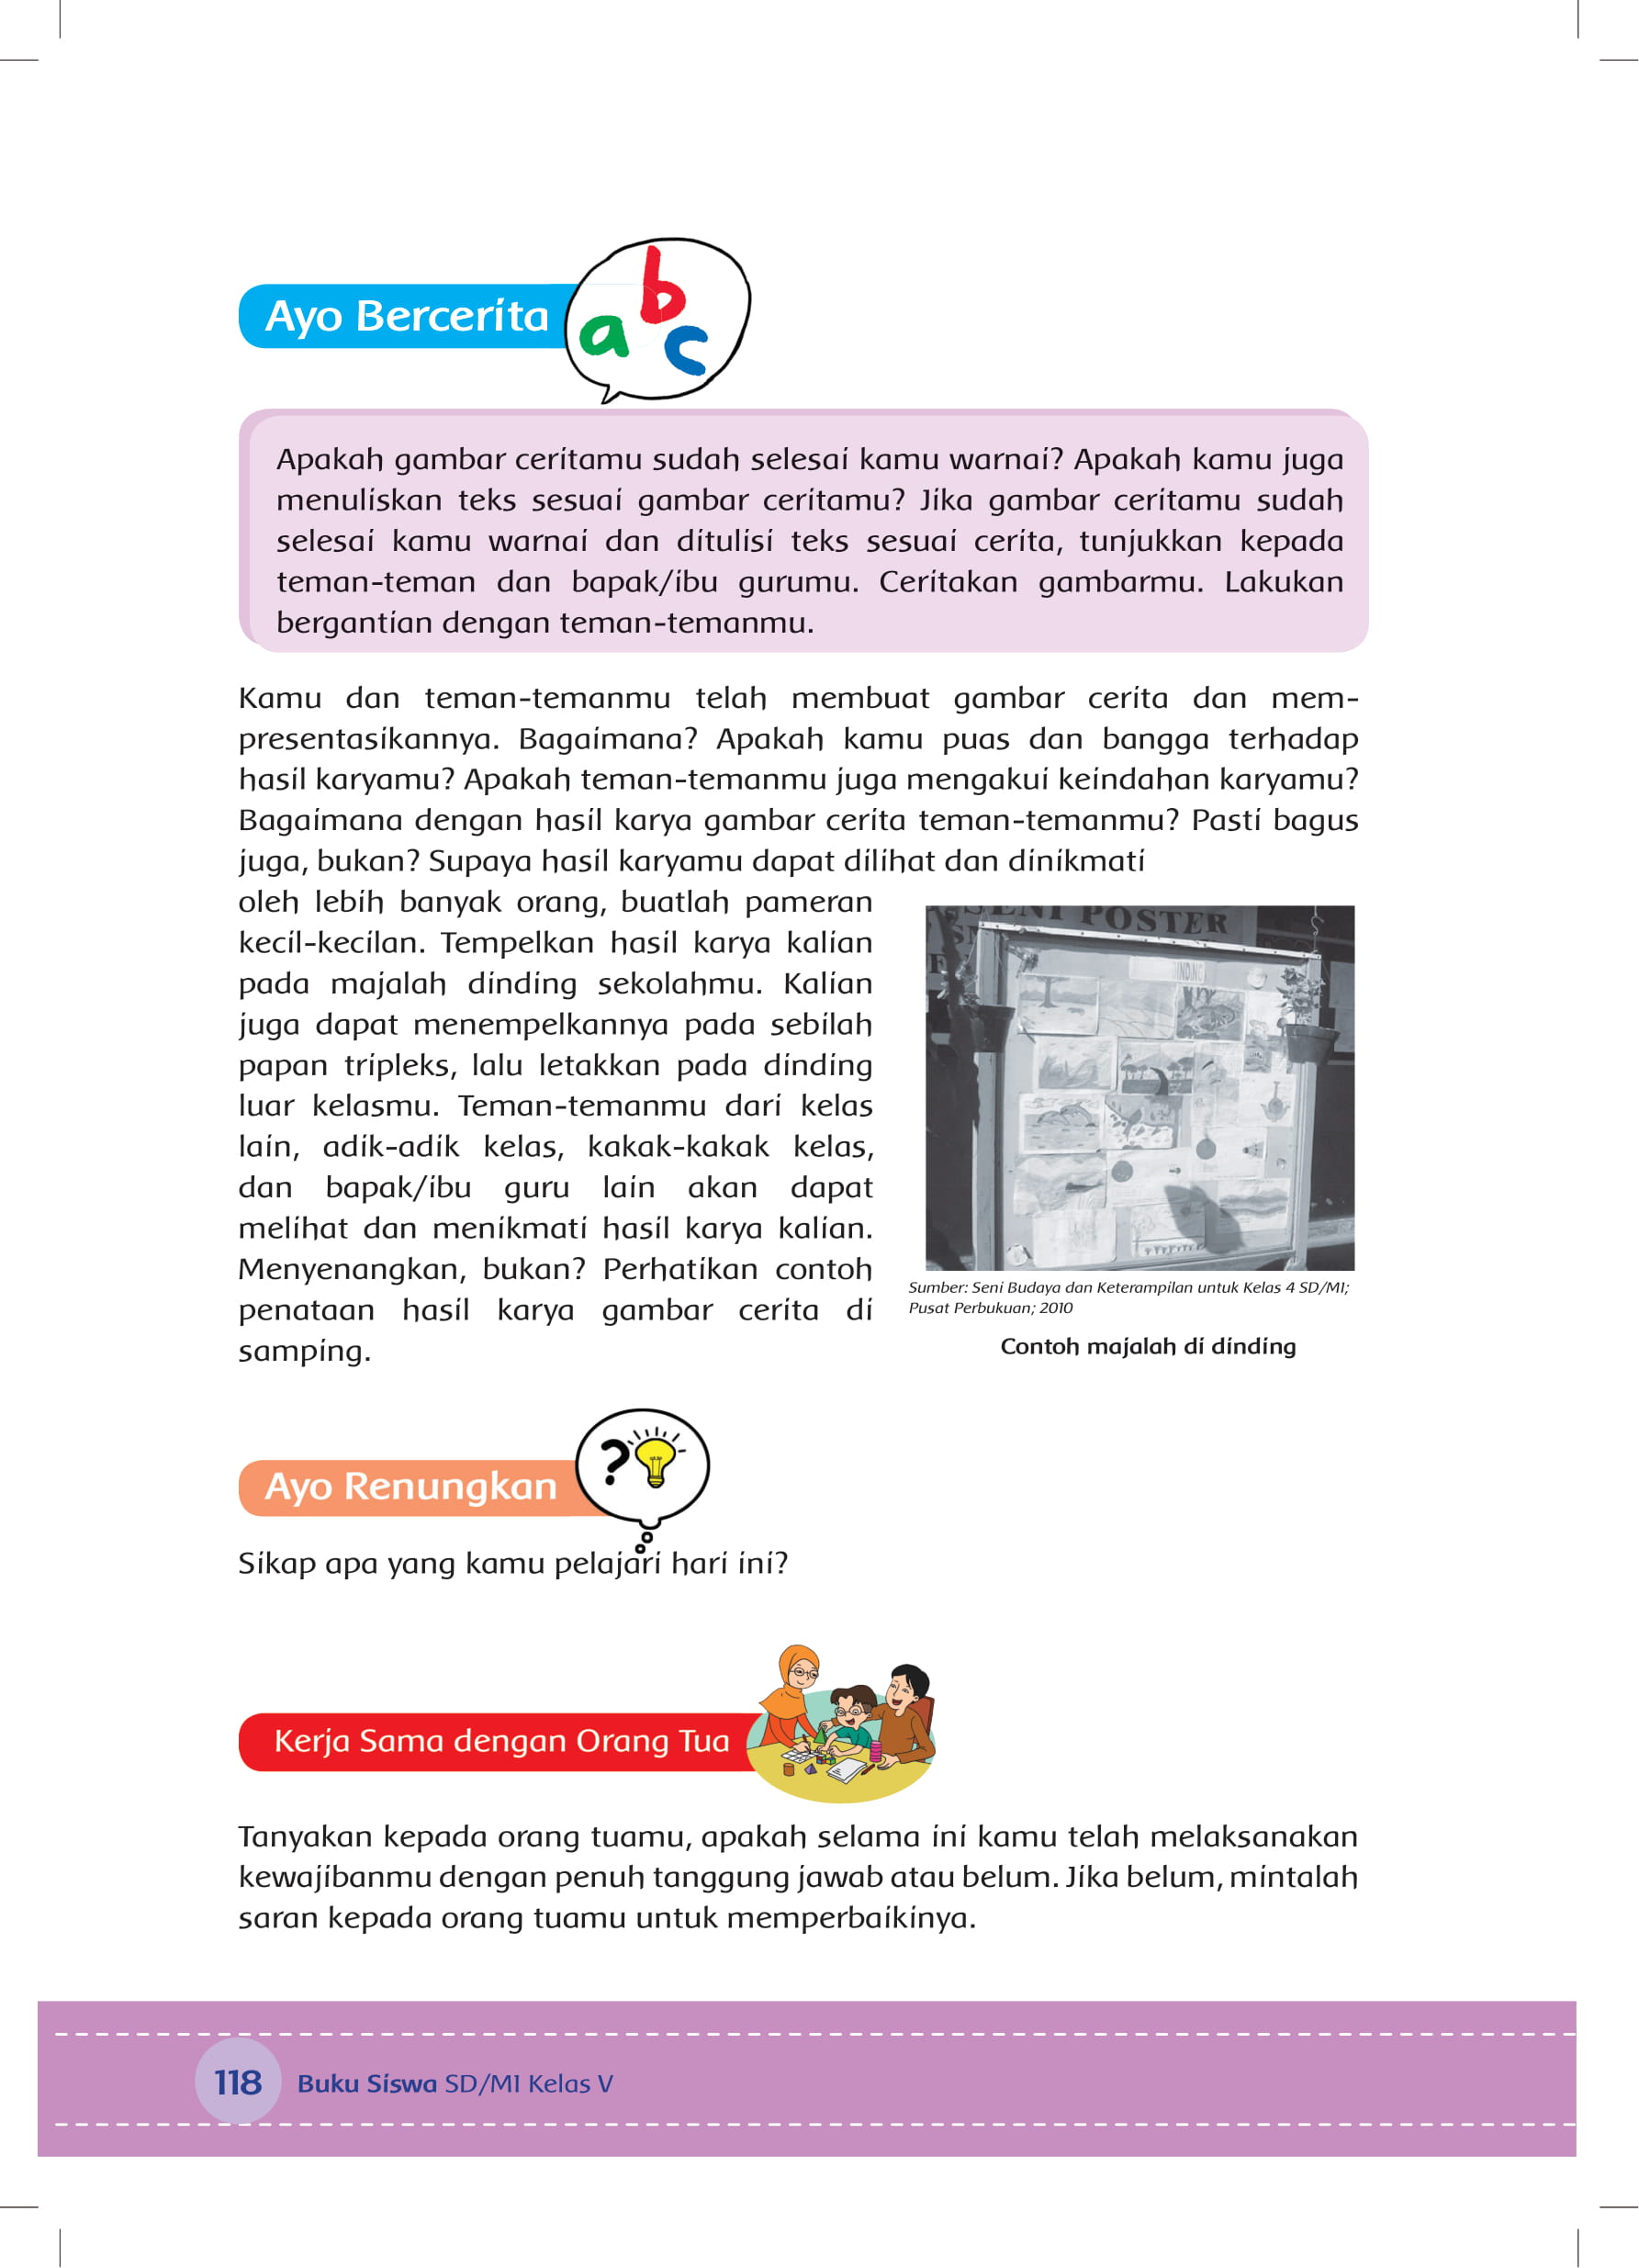 Ayo Bercerita
a b c
Apakah gambar ceritamu sudah selesai kamu warnai? Apakah kamu juga
menuliskan teks sesuai gambar ceritamu? Jika gambar ceritamu sudah
selesai kamu warnai dan ditulisi teks sesuai cerita, tunjukkan kepada
teman-teman dan bapak/ibu gurumu. Ceritakan gambarmu. Lakukan
bergantian dengan teman-temanmu.
Kamu dan teman-temanmu telah membuat gambar cerita dan mem-
presentasikannya. Bagaimana? Apakah kamu puas dan bangga terhadap
hasil karyamu? Apakah teman-temanmu juga mengakui keindahan karyamu?
Bagaimana dengan hasil karya gambar cerita teman-temanmu? Pasti bagus
juga, bukan? Supaya hasil karyamu dapat dilihat dan dinikmati
oleh lebih banyak orang, buatlah pameran
kecil-kecilan. Tempelkan hasil karya kalian
pada majalah dinding sekolahmu. Kalian
juga dapat menempelkannya pada sebilah
papan tripleks, lalu letakkan pada dinding
luar kelasmu. Teman-temanmu dari kelas
lain, adik-adik kelas, kakak-kakak kelas,
dan bapak/ibu guru lain akan dapat
melihat dan menikmati hasil karya kalian.
Menyenangkan, bukan? Perhatikan contoh
penataan hasil karya gambar cerita di
samping.
SENI POSTER
Sumber: Seni Budaya dan Keterampilan untuk Kelas 4 SD/MI;
Pusat Perbukuan; 2010
Contoh majalah di dinding
Ayo Renungkan
?
Sikap apa yang kamu pelajari hari ini?
Kerja Sama dengan Orang Tua
Tanyakan kepada orang tuamu, apakah selama ini kamu telah melaksanakan
kewajibanmu dengan penuh tanggung jawab atau belum. Jika belum, mintalah
saran kepada orang tuamu untuk memperbaikinya.
118 Buku Siswa SD/MI Kelas V